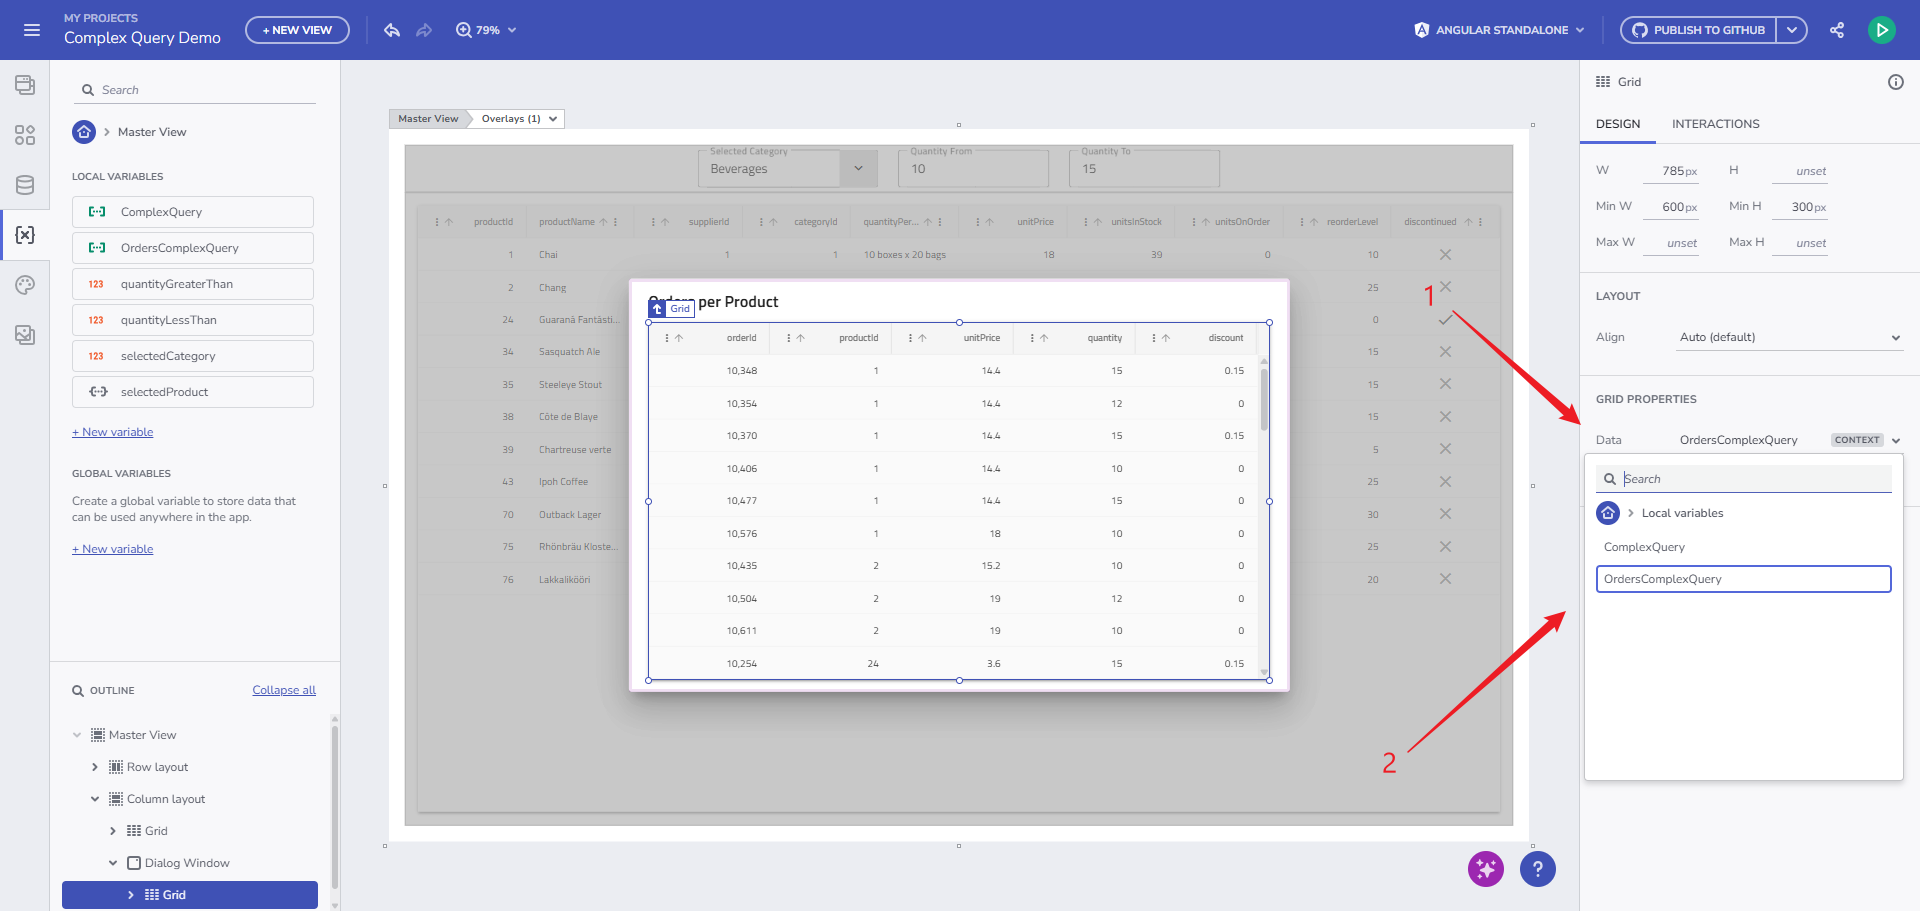 MY PROJECTS
Complex Query Demo
+ NEW VIEW
79%
ANGULAR STANDALONE
PUBLISH TO GITHUB
Search
Master View
LOCAL VARIABLES
ComplexQuery
OrdersComplexQuery
123 quantityGreaterThan
123 quantityLessThan
123 selectedCategory
selectedProduct
+ New variable
GLOBAL VARIABLES
Create a global variable to store data that
can be used anywhere in the app.
+ New variable
OUTLINE Collapse all
Master View
Row layout
Column layout
Grid
Dialog Window
Grid
Master View Overlays (1)
Selected Category Quantity From Quantity To
Beverages 10 15
productId productName supplierId categoryId quantityPer... unitPrice unitsInStock unitsOnOrder reorderLevel discontinued
1 Chai 1 1 10 boxes x 20 bags 18 39 0 10
2 Chang 25
24 Guaraná Fantásti... 0
34 Sasquatch Ale 15
35 Steeleye Stout 15
38 Côte de Blaye 15
39 Chartreuse verte 5
43 Ipoh Coffee 25
70 Outback Lager 30
75 Rhönbräu Kloste... 25
76 Lakkalikööri 20
Orders per Product
Grid
orderId productId unitPrice quantity discount
10,348 1 14.4 15 0.15
10,354 1 14.4 12 0
10,370 1 14.4 15 0.15
10,406 1 14.4 10 0
10,477 1 14.4 15 0
10,576 1 18 10 0
10,435 2 15.2 10 0
10,504 2 19 12 0
10,611 2 19 10 0
10,254 24 3.6 15 0.15
1
2
?
Grid
DESIGN INTERACTIONS
W 785px H unset
Min W 600px Min H 300px
Max W unset Max H unset
LAYOUT
Align Auto (default)
GRID PROPERTIES
Data OrdersComplexQuery CONTEXT
Search
Local variables
ComplexQuery
OrdersComplexQuery